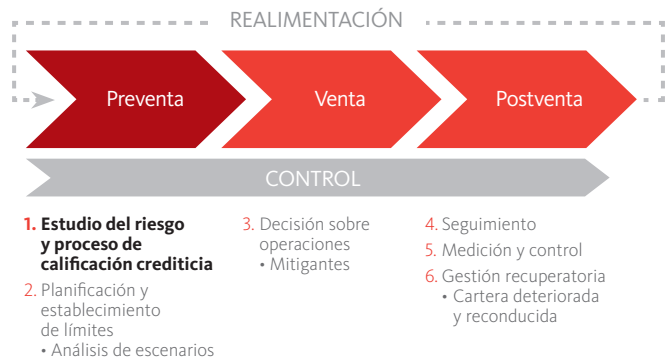 REALIMENTACIÓN
Preventa
Venta
Postventa
CONTROL
1. Estudio del riesgo
y proceso de
calificación crediticia
2. Planificación y
establecimiento
de límites
• Análisis de escenarios
3. Decisión sobre
operaciones
• Mitigantes
4. Seguimiento
5. Medición y control
6. Gestión recuperatoria
• Cartera deteriorada
y reconducida